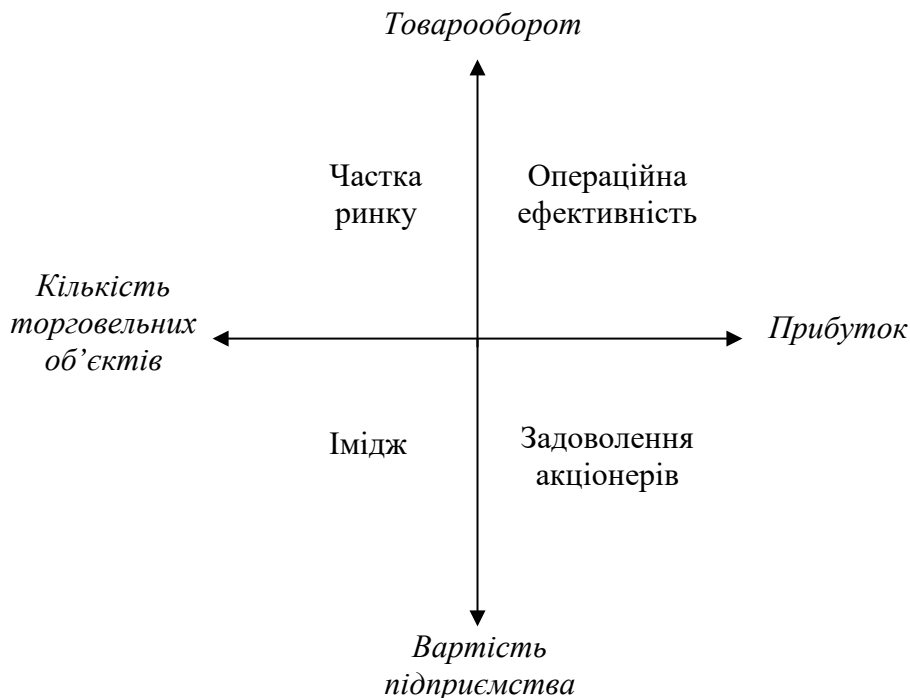 Товарооборот
Частка
ринку
Операційна
ефективність
Кількість
торговельних
об’єктів
Прибуток
Імідж
Задоволення
акціонерів
Вартість
підприємства